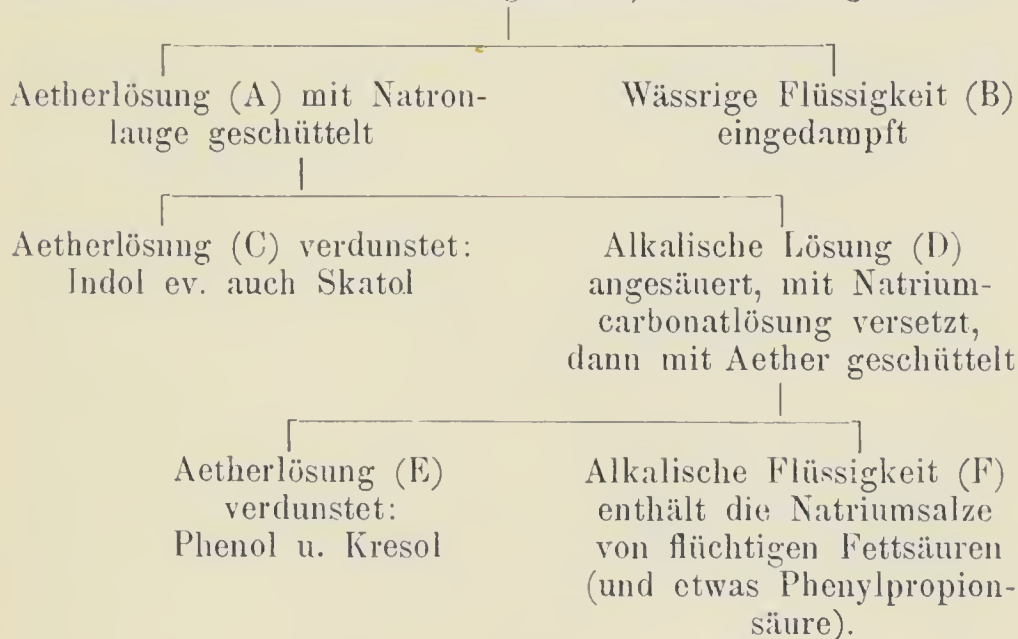 Aetherlösung (A) mit Natron-
lauge geschüttelt
Wässrige Flüssigkeit (B)
eingedampft
Aetherlösung (C) verdunstet:
Indol ev. auch Skatol
Alkalische Lösung (D)
angesäuert, mit Natrium-
carbonatlösung versetzt,
dann mit Aether geschüttelt
Aetherlösung (E)
verdunstet:
Phenol u. Kresol
Alkalische Flüssigkeit (F)
enthält die Natriumsalze
von flüchtigen Fettsäuren
(und etwas Phenylpropion-
säure).